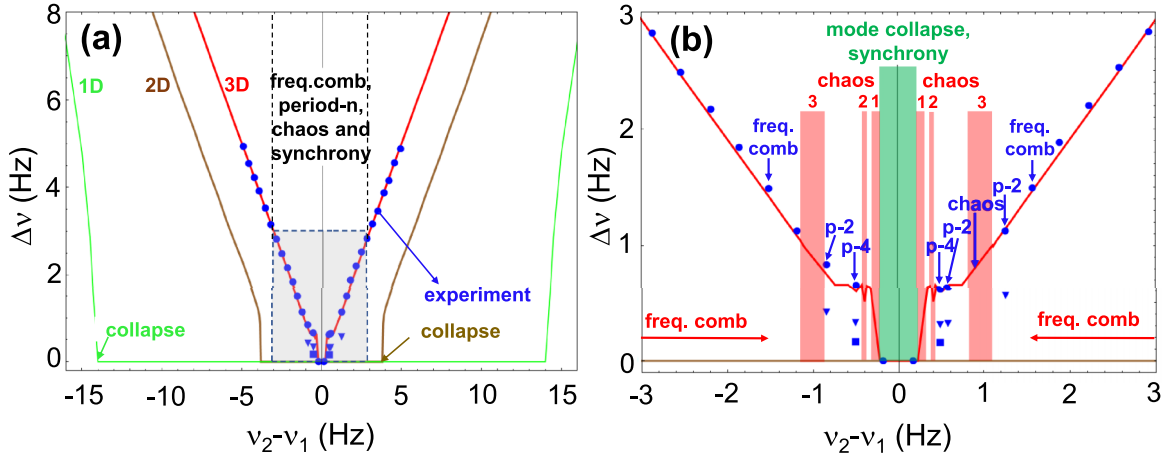 (a)
1D
2D
3D
freq.comb,
period-n,
chaos and
synchrony
experiment
collapse
collapse
8
6
4
2
0
Δν (Hz)
-15
-10
-5
0
5
10
15
ν2-ν1 (Hz)
(b)
mode collapse,
synchrony
chaos
chaos
3
2
1
1
2
3
freq.
comb
freq.
comb
p-2
chaos
p-2
p-2
p-4
p-4
freq. comb
freq. comb
3
2
1
0
Δν (Hz)
-3
-2
-1
0
1
2
3
ν2-ν1 (Hz)